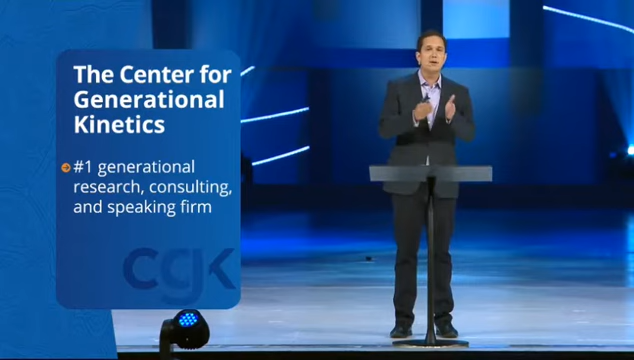 The Center for
Generational
Kinetics
#1 generational
research, consulting,
and speaking firm
cgk